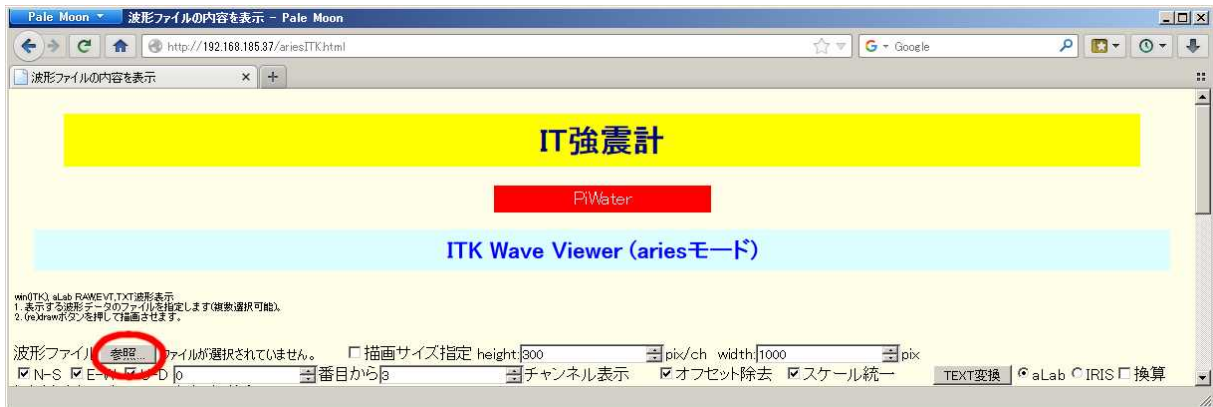 Pale Moon 波形ファイルの内容を表示 - Pale Moon
http://192.168.185.37/ariesITK.html G - Google
波形ファイルの内容を表示 × +
IT強震計
PiWater
ITK Wave Viewer (ariesモード)
win(ITK), aLab RAW,EVT,TXT波形表示
1. 表示する波形データのファイルを指定します(複数選択可能)。
2. (re)drawボタンを押して描画させます。
波形ファイル 参照... ファイルが選択されていません。 描画サイズ指定 height:300 pix/ch width:1000 pix
N-S E-W U-D 0 番目から3 チャンネル表示 オフセット除去 スケール統一 TEXT変換 aLab IRIS 換算